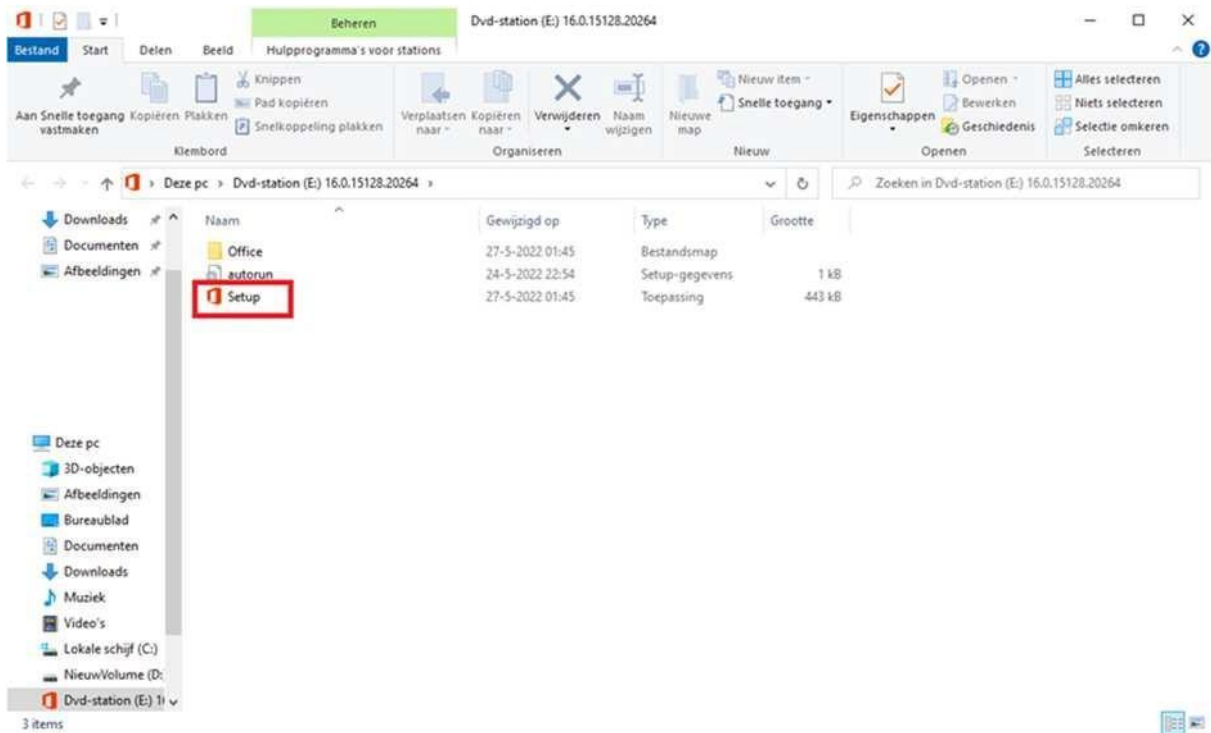 Beheren
Dvd-station (E:) 16.0.15128.20264
Bestand Start Delen Beeld Hulpprogramma's voor stations
Aan Snelle toegang vastmaken
Kopiëren
Plakken
Knippen
Pad kopiëren
Snelkoppeling plakken
Klembord
Verplaatsen naar
Kopiëren naar
Verwijderen
Naam wijzigen
Organiseren
Nieuwe map
Nieuw item
Snelle toegang
Nieuw
Eigenschappen
Openen
Bewerken
Geschiedenis
Openen
Alles selecteren
Niets selecteren
Selectie omkeren
Selecteren
Deze pc > Dvd-station (E:) 16.0.15128.20264 >
Zoeken in Dvd-station (E:) 16.0.15128.20264
Downloads
Documenten
Afbeeldingen
Deze pc
3D-objecten
Afbeeldingen
Bureaublad
Documenten
Downloads
Muziek
Video's
Lokale schijf (C:)
NieuwVolume (D:
Dvd-station (E:) 1
Naam Gewijzigd op Type Grootte
Office 27-5-2022 01:45 Bestandsmap
autorun 24-5-2022 22:54 Setup-gegevens 1 kB
Setup 27-5-2022 01:45 Toepassing 443 kB
3 items